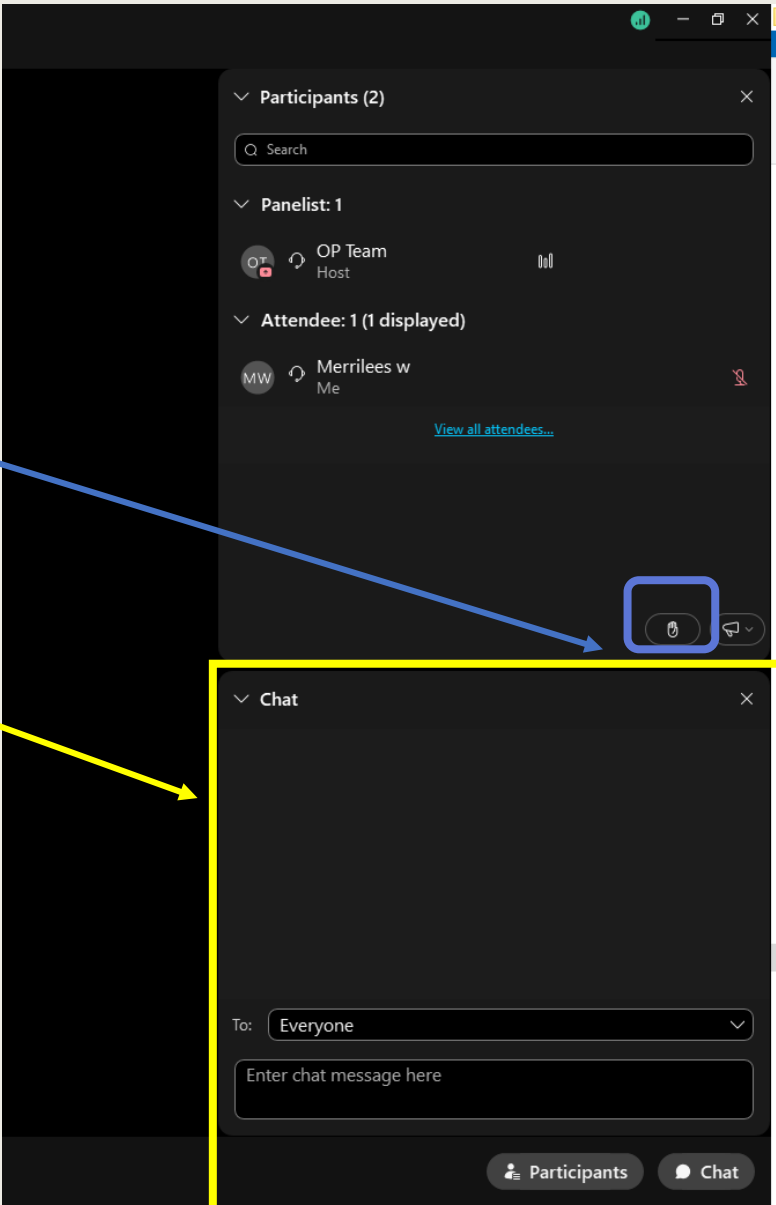 Participants (2)
Search
Panelist: 1
OT
OP Team
Host
Attendee: 1 (1 displayed)
MW
Merrilees w
Me
View all attendees...
Chat
To:
Everyone
Enter chat message here
Participants
Chat